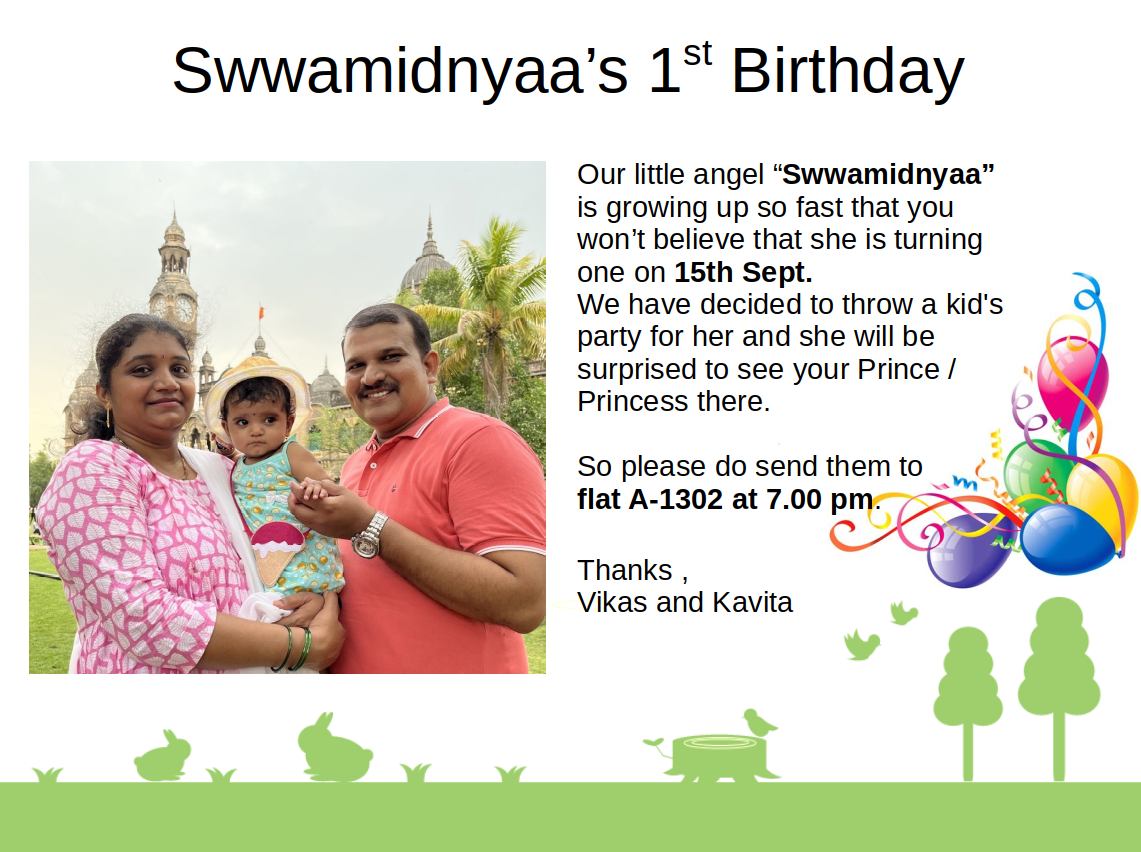 Swwamidnyaa’s 1st Birthday
Our little angel “Swwamidnyaa”
is growing up so fast that you
won’t believe that she is turning
one on 15th Sept.
We have decided to throw a kid's
party for her and she will be
surprised to see your Prince /
Princess there.
So please do send them to
flat A-1302 at 7.00 pm.
Thanks ,
Vikas and Kavita